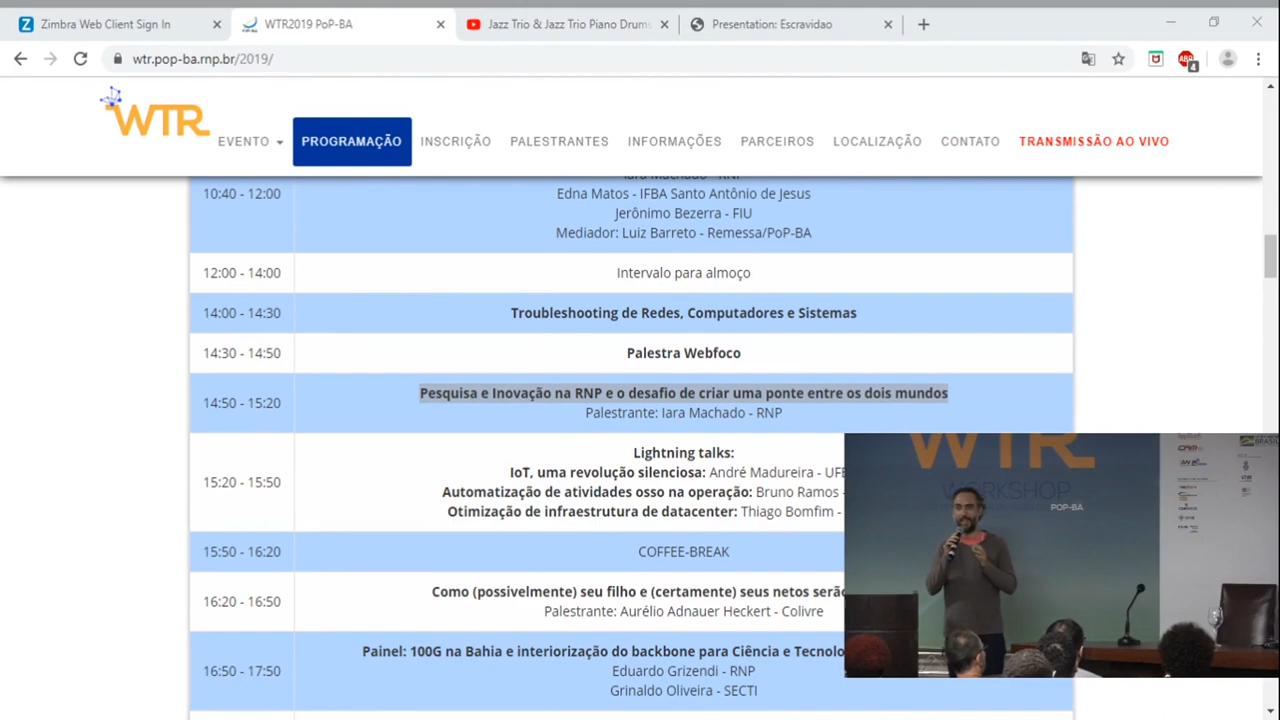 Zimbra Web Client Sign In
WTR2019 PoP-BA
Jazz Trio & Jazz Trio Piano Drums
Presentation: Escravidao
wtr.pop-ba.rnp.br/2019/
4
WTR
EVENTO
PROGRAMAÇÃO
INSCRIÇÃO
PALESTRANTES
INFORMAÇÕES
PARCEIROS
LOCALIZAÇÃO
CONTATO
TRANSMISSÃO AO VIVO
Iara Machado - RNP
10:40 - 12:00
Edna Matos - IFBA Santo Antônio de Jesus
Jerônimo Bezerra - FIU
Mediador: Luiz Barreto - Remessa/PoP-BA
12:00 - 14:00
Intervalo para almoço
14:00 - 14:30
Troubleshooting de Redes, Computadores e Sistemas
14:30 - 14:50
Palestra Webfoco
14:50 - 15:20
Pesquisa e Inovação na RNP e o desafio de criar uma ponte entre os dois mundos
Palestrante: Iara Machado - RNP
15:20 - 15:50
Lightning talks:
IoT, uma revolução silenciosa: André Madureira - UFB
Automatização de atividades osso na operação: Bruno Ramos -
Otimização de infraestrutura de datacenter: Thiago Bomfim -
15:50 - 16:20
COFFEE-BREAK
16:20 - 16:50
Como (possivelmente) seu filho e (certamente) seus netos serão
Palestrante: Aurélio Adnauer Heckert - Colivre
16:50 - 17:50
Painel: 100G na Bahia e interiorização do backbone para Ciência e Tecnolo
Eduardo Grizendi - RNP
Grinaldo Oliveira - SECTI
WTR
WORKSHOP
POP-BA
BRASIL